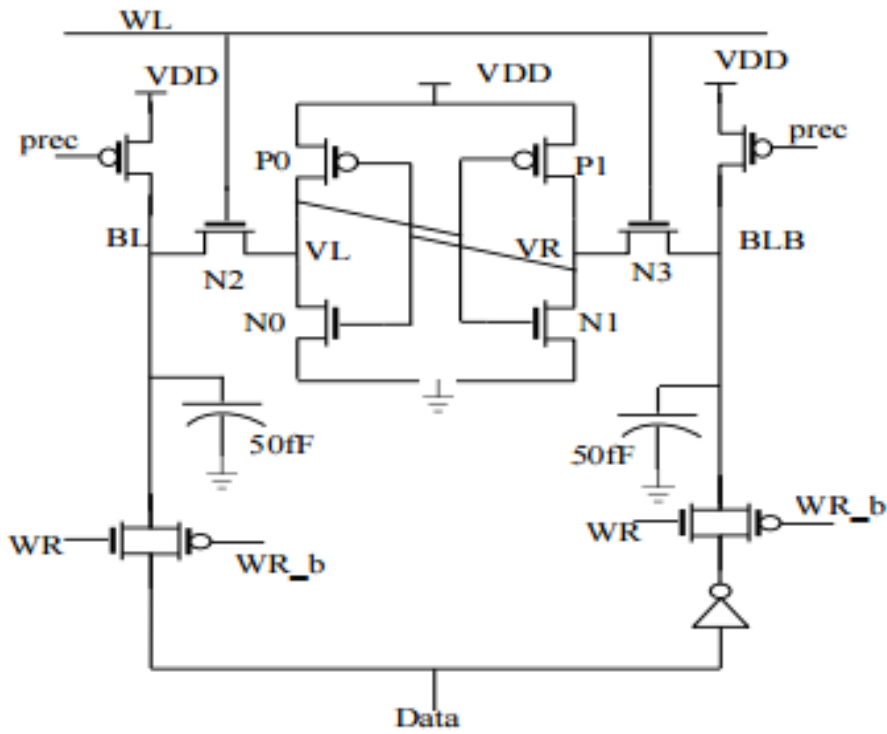 WL
VDD
VDD
VDD
prec
prec
P0
P1
BL
VL
VR
BLB
N2
N3
N0
N1
50fF
50fF
WR
WR_b
WR
WR_b
Data